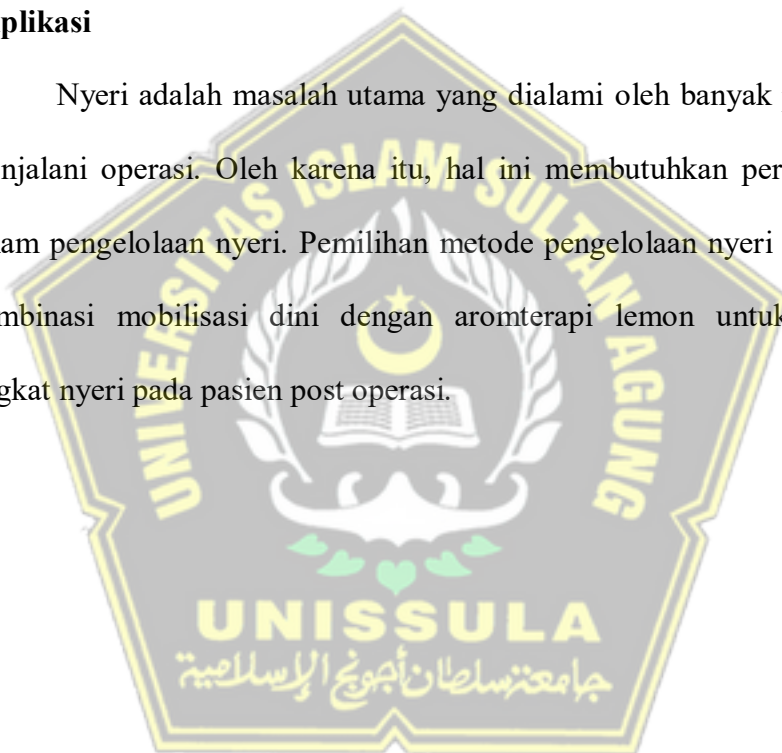 plikasi
Nyeri adalah masalah utama yang dialami oleh banyak
njalani operasi. Oleh karena itu, hal ini membutuhkan per
lam pengelolaan nyeri. Pemilihan metode pengelolaan nyeri
mbinasi mobilisasi dini dengan aromterapi lemon untuk
gkat nyeri pada pasien post operasi.
UNIVERSITAS ISLAM SULTAN AGUNG
UNISSULA
جامعة سلطان أجونج الإسلامية